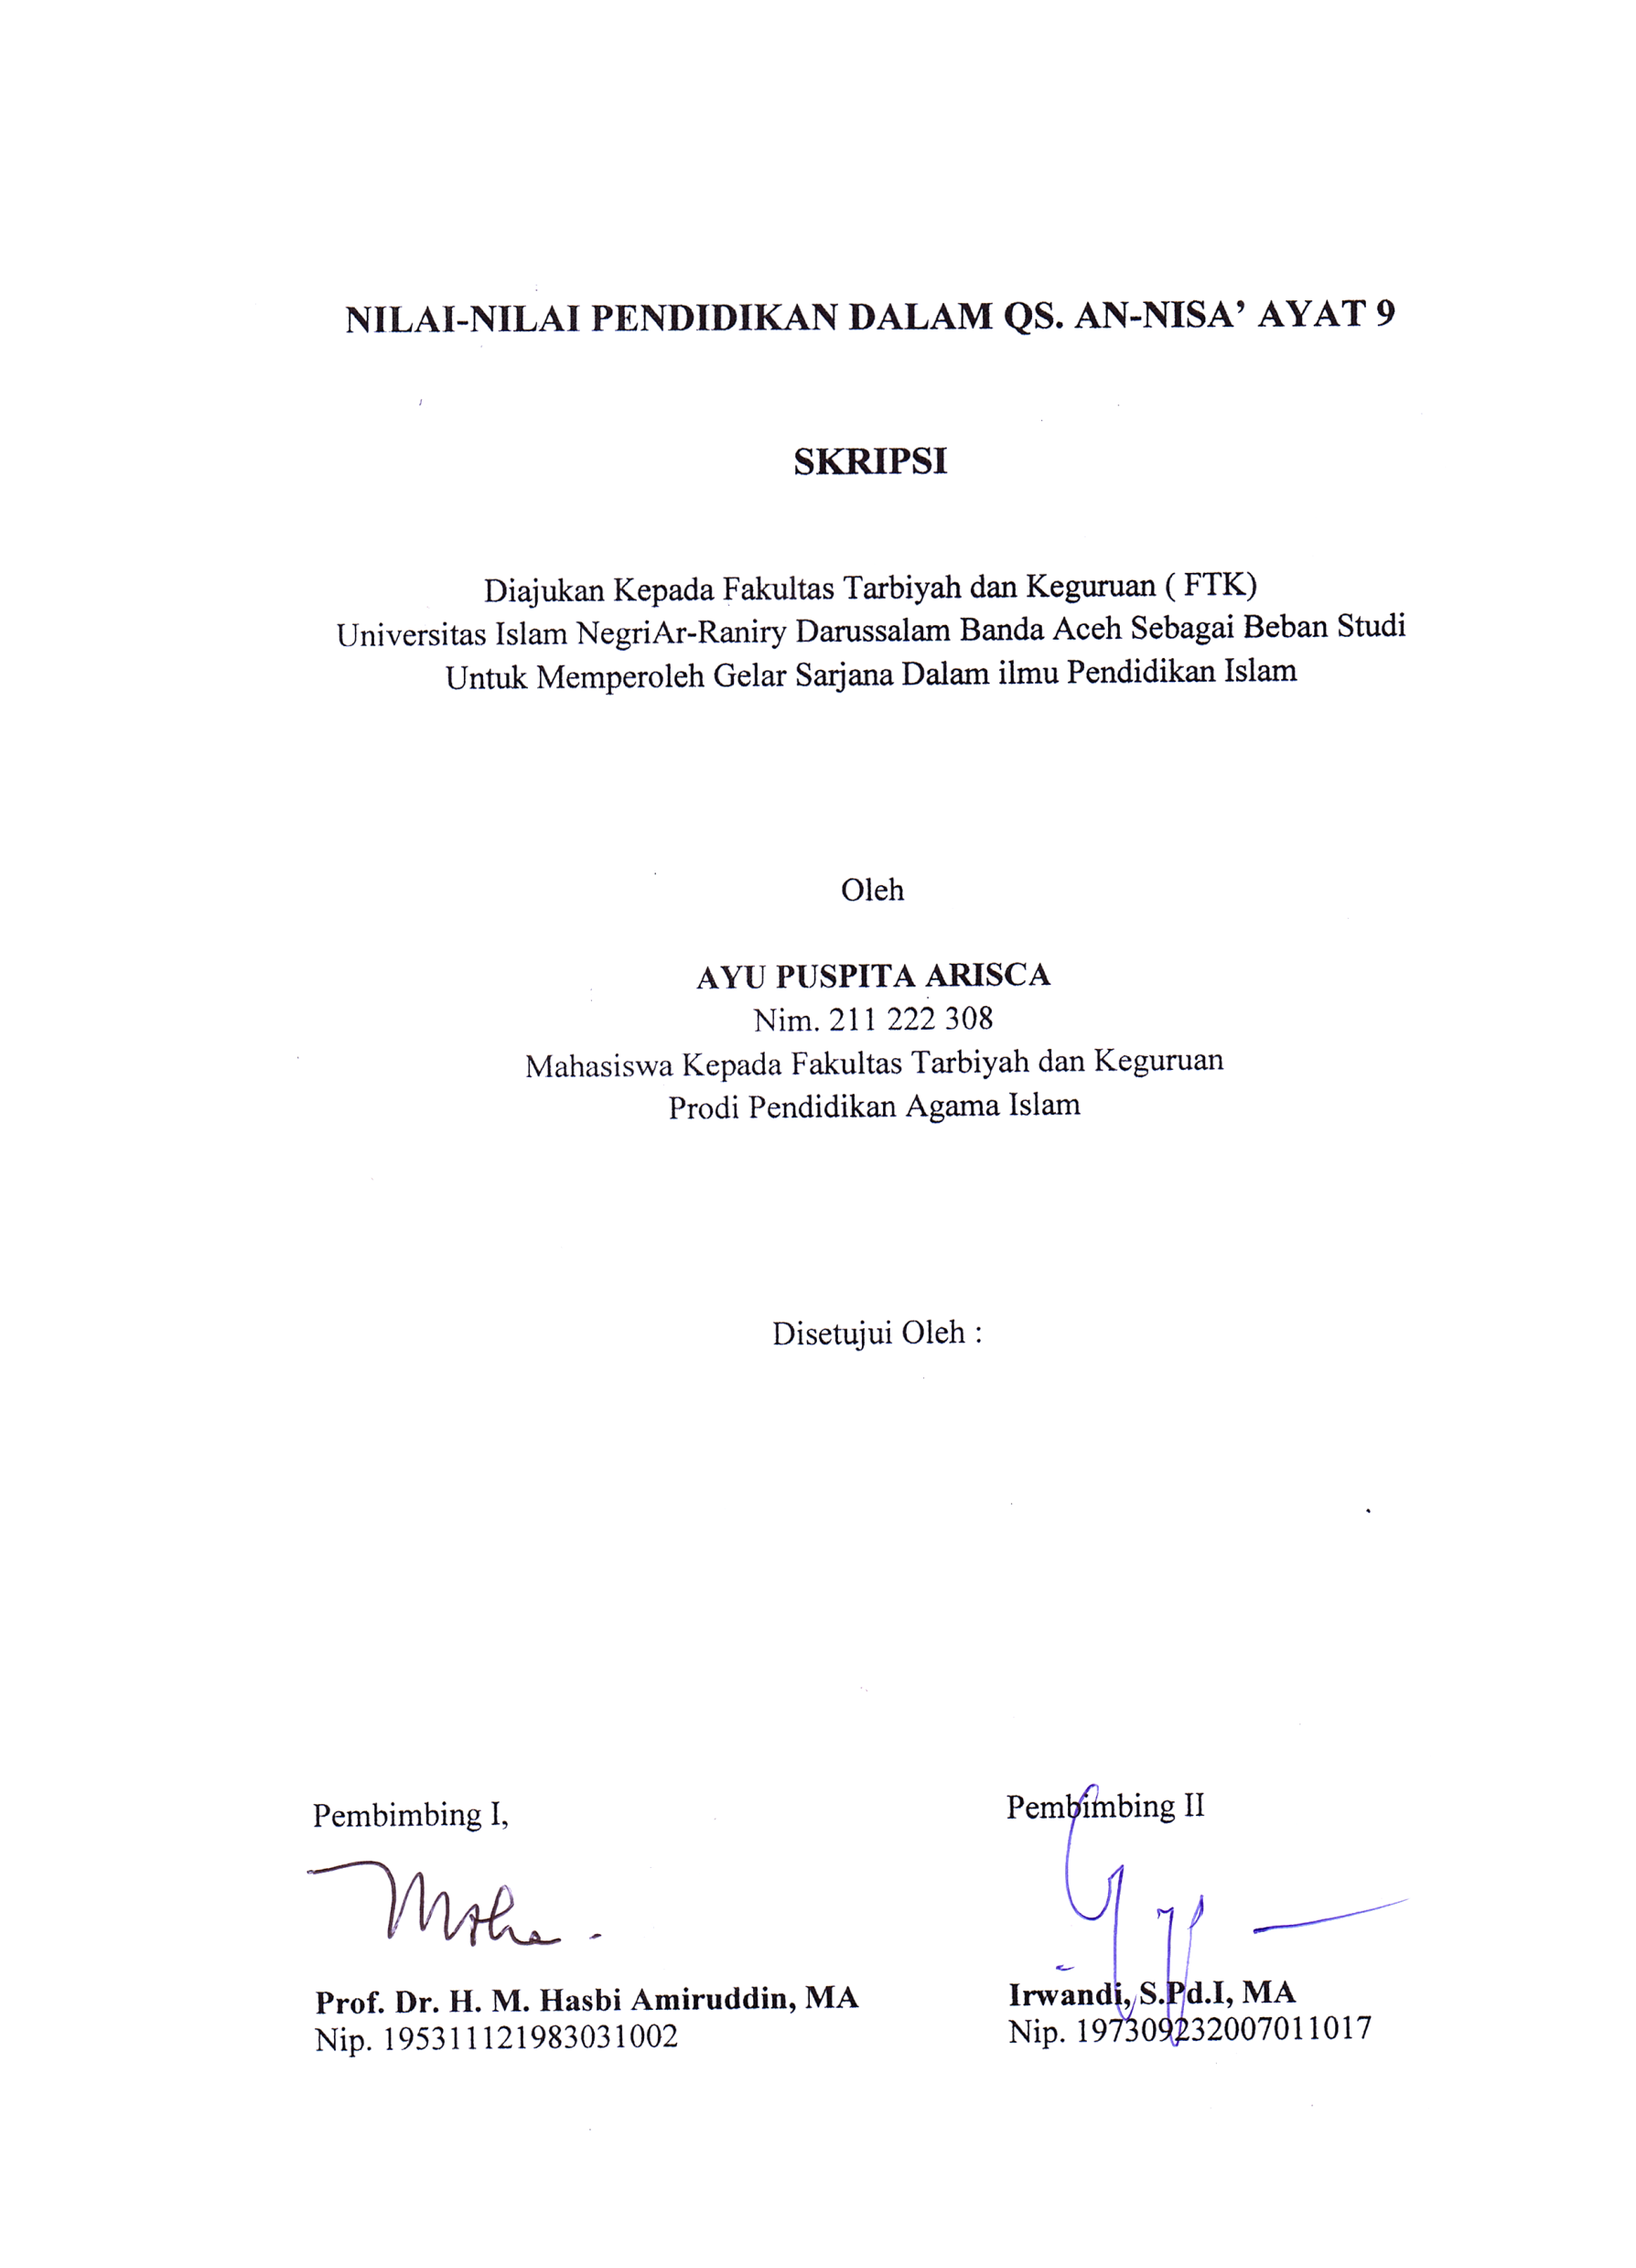 NILAI-NILAI PENDIDIKAN DALAM QS. AN-NISA’ AYAT 9
SKRIPSI
Diajukan Kepada Fakultas Tarbiyah dan Keguruan ( FTK)
Universitas Islam NegriAr-Raniry Darussalam Banda Aceh Sebagai Beban Studi
Untuk Memperoleh Gelar Sarjana Dalam ilmu Pendidikan Islam
Oleh
AYU PUSPITA ARISCA
Nim. 211 222 308
Mahasiswa Kepada Fakultas Tarbiyah dan Keguruan
Prodi Pendidikan Agama Islam
Disetujui Oleh :
Pembimbing I,
Prof. Dr. H. M. Hasbi Amiruddin, MA
Nip. 195311121983031002
Pembimbing II
Irwandi, S.Pd.I, MA
Nip. 197309232007011017